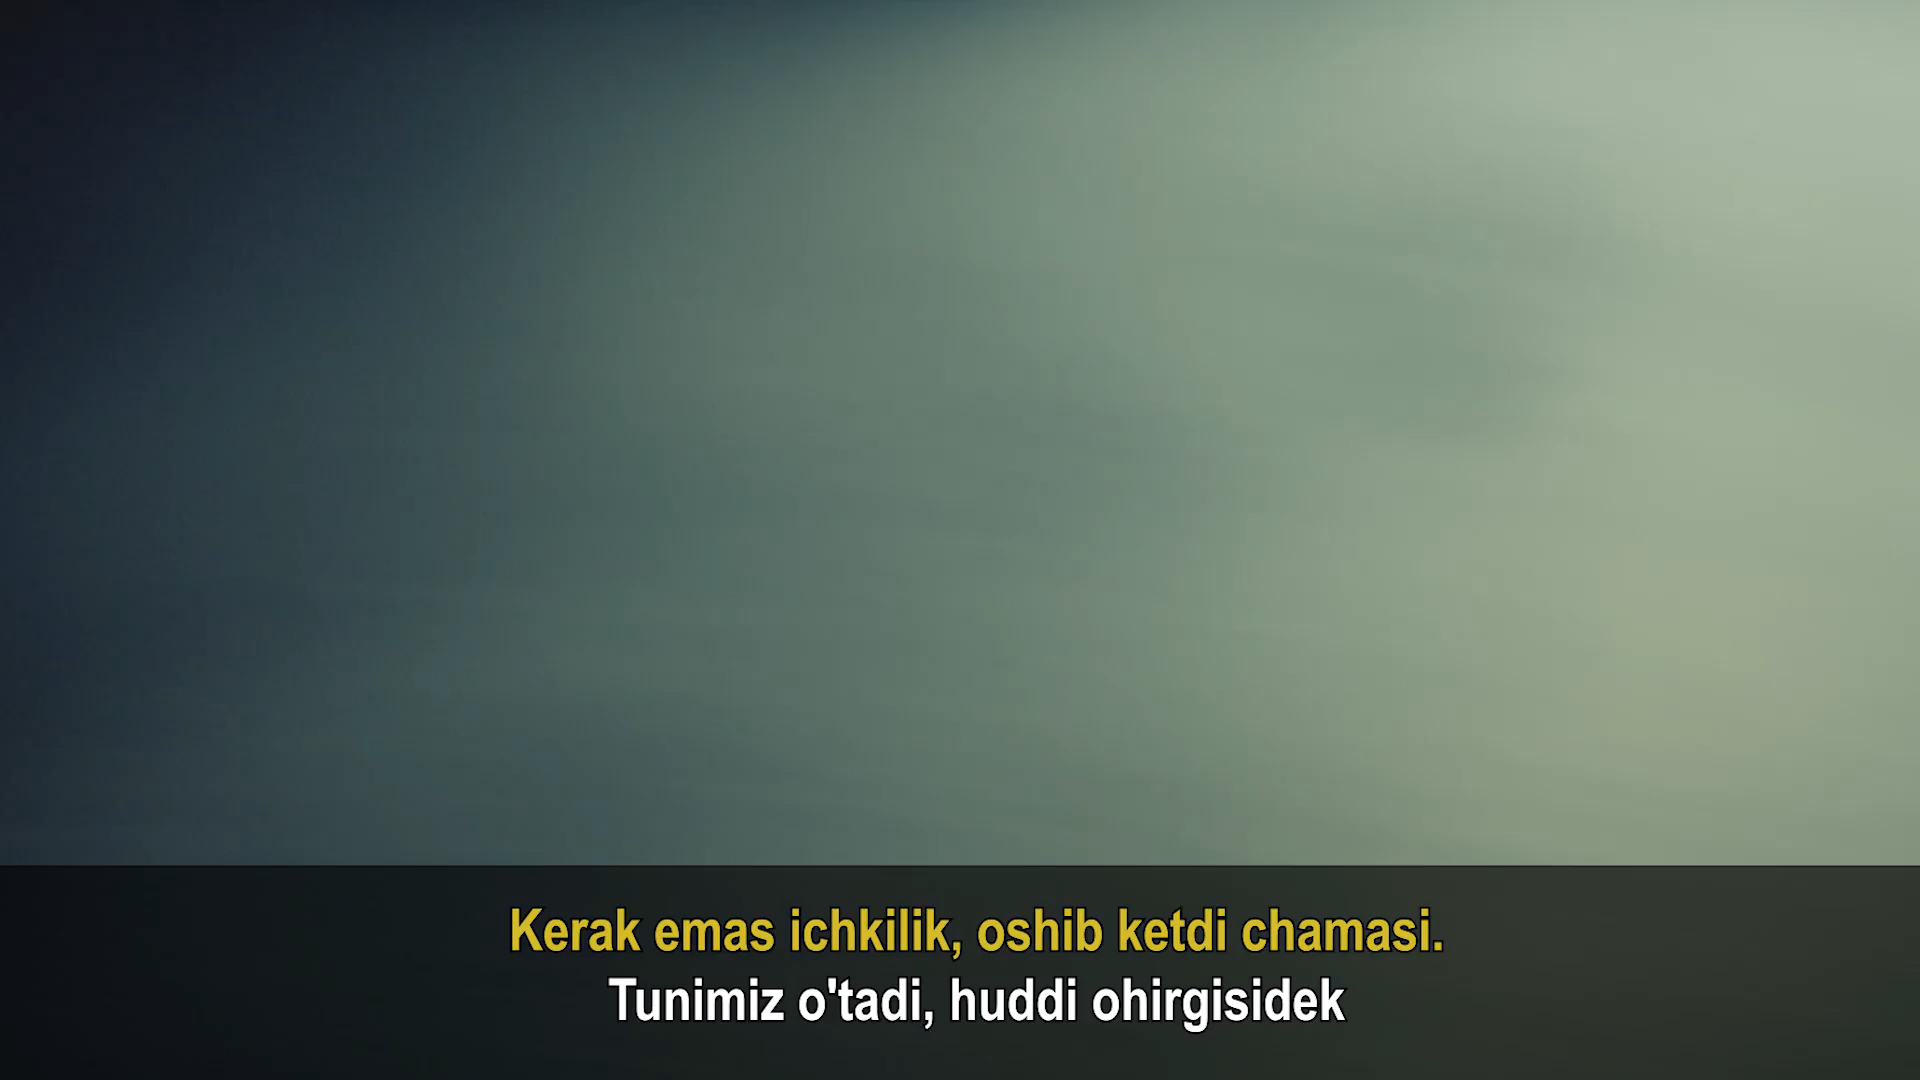 Kerak emas ichkilik, oshib ketdi chamasi.
Tunimiz o'tadi, huddi ohirgisidek